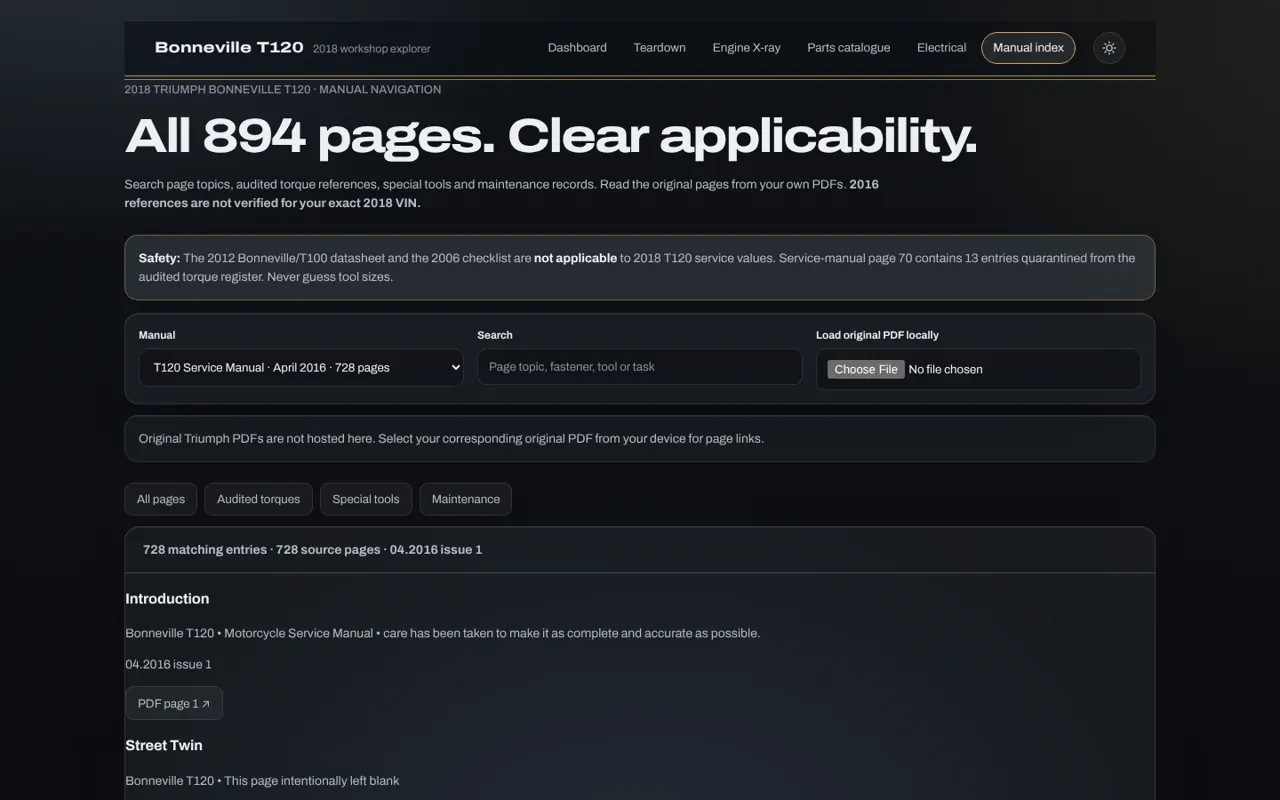 Bonneville T120 2018 workshop explorer Dashboard Teardown Engine X-ray Parts catalogue Electrical Manual index
2018 TRIUMPH BONNEVILLE T120 · MANUAL NAVIGATION
All 894 pages. Clear applicability.
Search page topics, audited torque references, special tools and maintenance records. Read the original pages from your own PDFs. 2016
references are not verified for your exact 2018 VIN.
Safety: The 2012 Bonneville/T100 datasheet and the 2006 checklist are not applicable to 2018 T120 service values. Service-manual page 70 contains 13 entries quarantined from the
audited torque register. Never guess tool sizes.
Manual Search Load original PDF locally
T120 Service Manual · April 2016 · 728 pages Page topic, fastener, tool or task Choose File No file chosen
Original Triumph PDFs are not hosted here. Select your corresponding original PDF from your device for page links.
All pages Audited torques Special tools Maintenance
728 matching entries · 728 source pages · 04.2016 issue 1
Introduction
Bonneville T120 • Motorcycle Service Manual • care has been taken to make it as complete and accurate as possible.
04.2016 issue 1
PDF page 1 ↗
Street Twin
Bonneville T120 • This page intentionally left blank